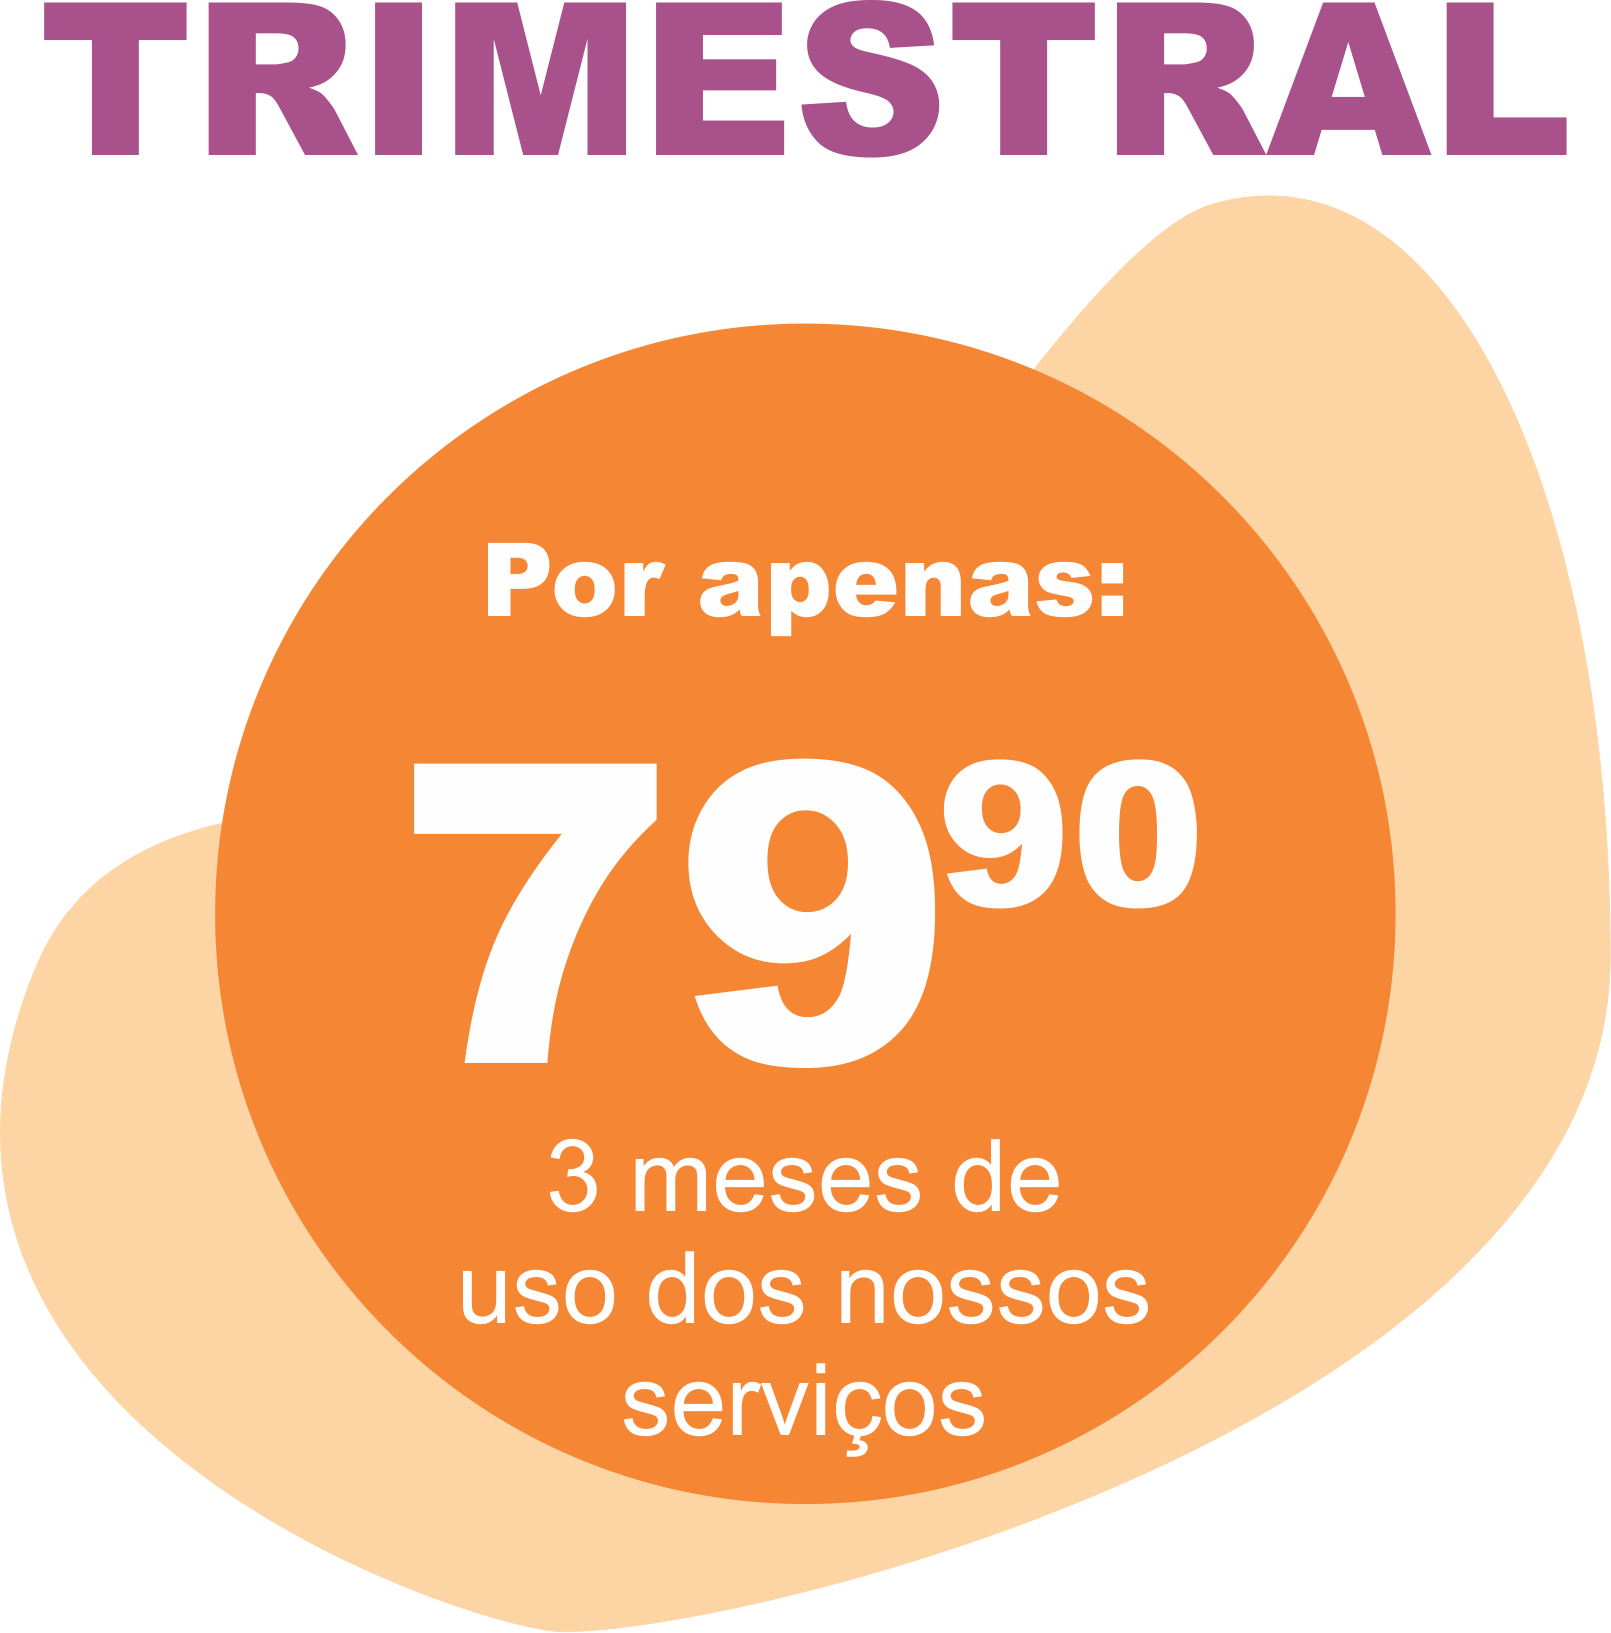 TRIMESTRAL
Por apenas:
7990
3 meses de
uso dos nossos
serviços